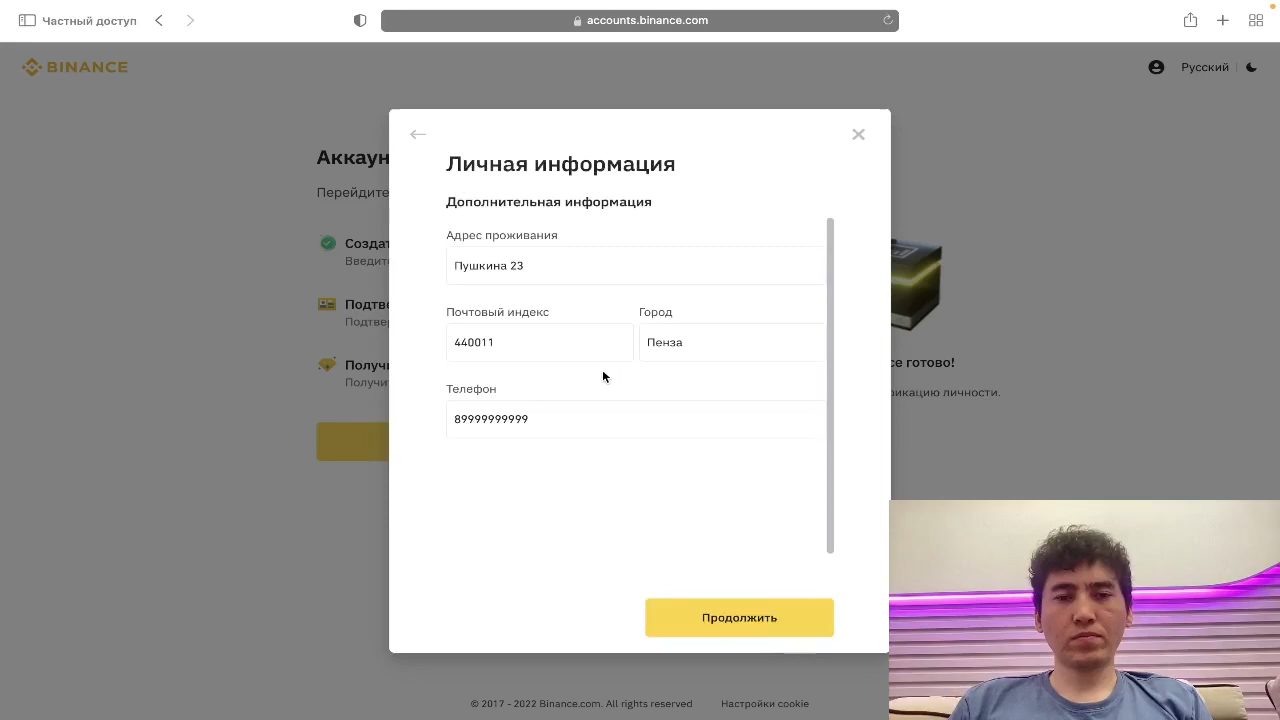 Частный доступ
accounts.binance.com
BINANCE
Русский
Аккаун
Перейдите
Создат
Введит
Подтве
Подтвер
Получи
Получит
Личная информация
Дополнительная информация
Адрес проживания
Пушкина 23
Почтовый индекс
Город
440011
Пенза
Телефон
89999999999
Продолжить
се готово!
икацию личности.
© 2017 - 2022 Binance.com. All rights reserved
Настройки cookie